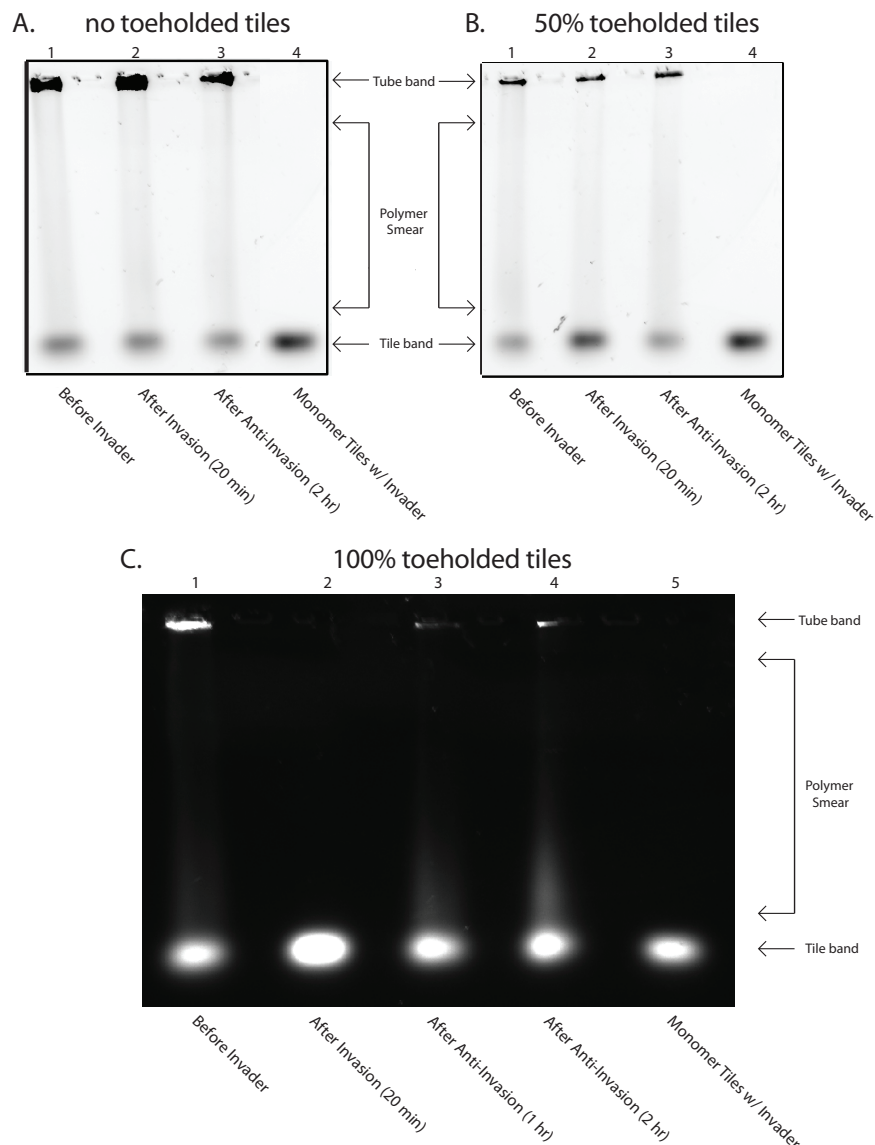 A. no toeholded tiles
1 2 3 4
Tube band
Polymer
Smear
Tile band
Before Invader
After Invasion (20 min)
After Anti-Invasion (2 hr)
Monomer Tiles w/ Invader
B. 50% toeholded tiles
1 2 3 4
Before Invader
After Invasion (20 min)
After Anti-Invasion (2 hr)
Monomer Tiles w/ Invader
C. 100% toeholded tiles
1 2 3 4 5
Tube band
Polymer
Smear
Tile band
Before Invader
After Invasion (20 min)
After Anti-Invasion (1 hr)
After Anti-Invasion (2 hr)
Monomer Tiles w/ Invader